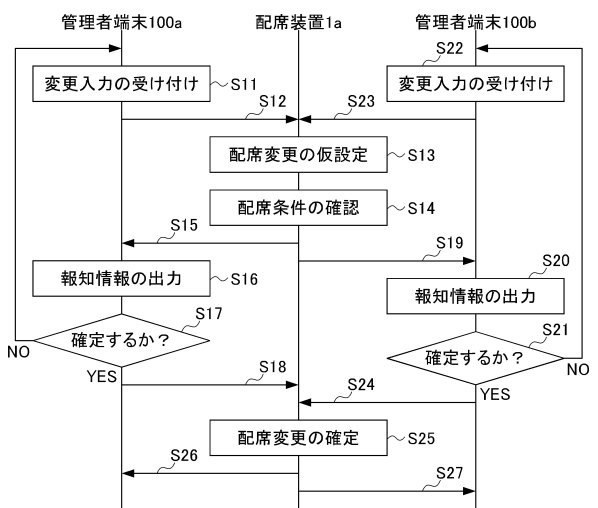 管理者端末100a
配席装置1a
管理者端末100b
S22
変更入力の受け付け
S11
変更入力の受け付け
S12
S23
配席変更の仮設定
S13
配席条件の確認
S14
S15
S19
報知情報の出力
S16
S20
報知情報の出力
S17
確定するか？
NO
YES
S21
確定するか？
NO
YES
S18
S24
配席変更の確定
S25
S26
S27